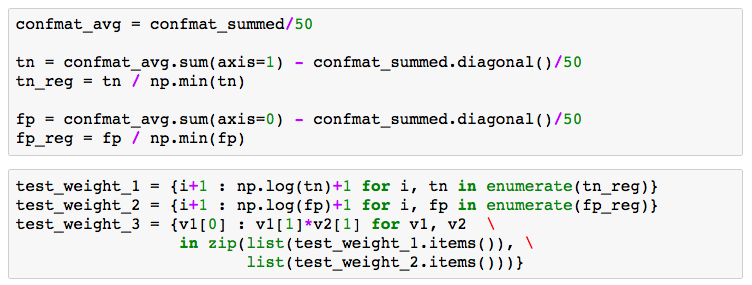 confmat_avg = confmat_summed/50
tn = confmat_avg.sum(axis=1) - confmat_summed.diagonal()/50
tn_reg = tn / np.min(tn)
fp = confmat_avg.sum(axis=0) - confmat_summed.diagonal()/50
fp_reg = fp / np.min(fp)
test_weight_1 = {i+1 : np.log(tn)+1 for i, tn in enumerate(tn_reg)}
test_weight_2 = {i+1 : np.log(fp)+1 for i, fp in enumerate(fp_reg)}
test_weight_3 = {v1[0] : v1[1]*v2[1] for v1, v2  \
in zip(list(test_weight_1.items()), \
list(test_weight_2.items()))}